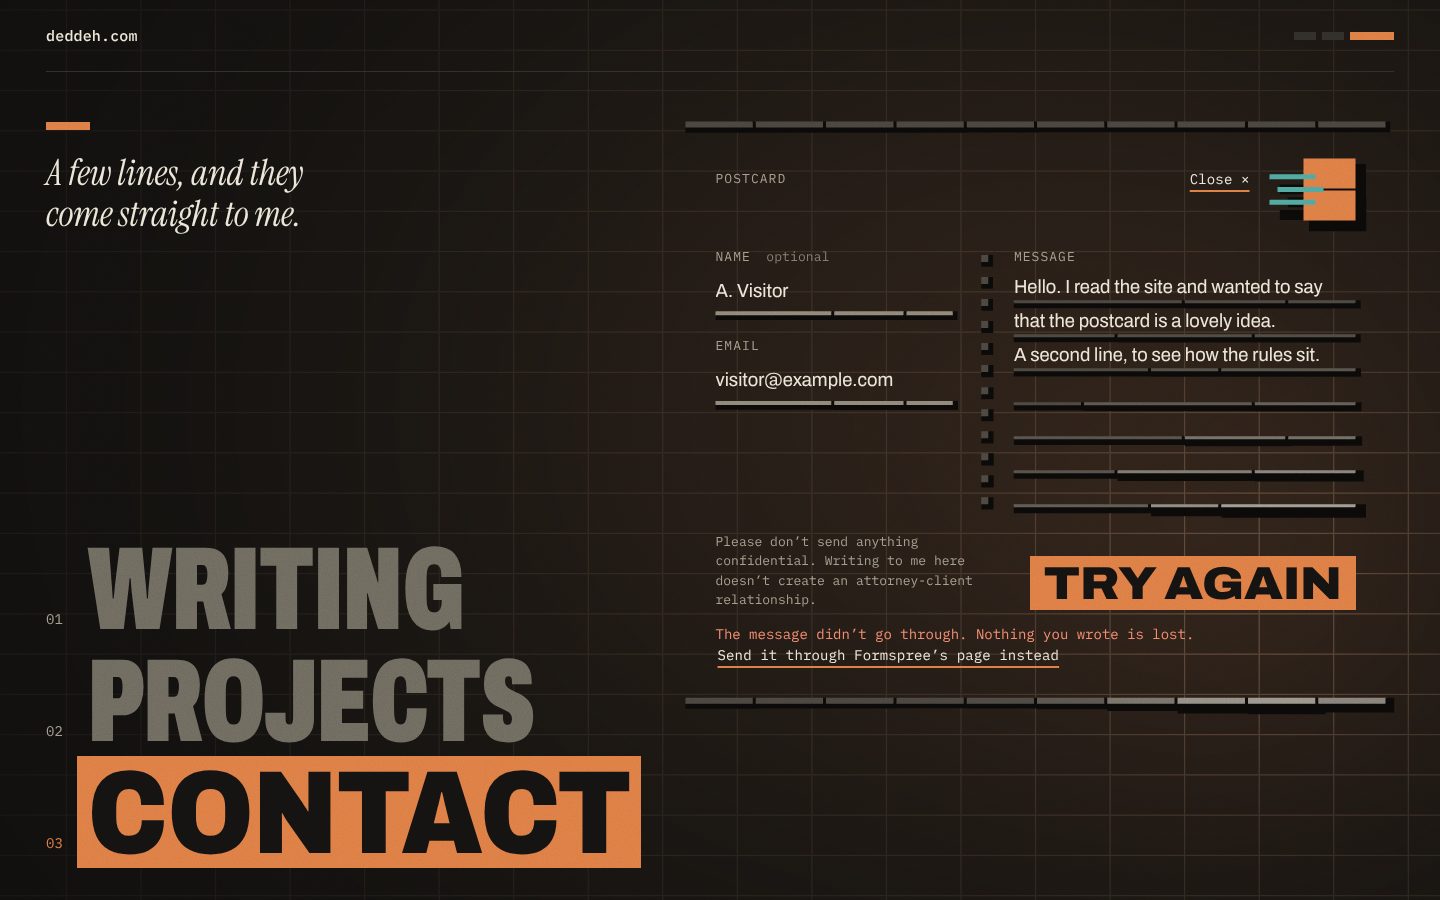 deddeh.com
A few lines, and they
come straight to me.
POSTCARD
Close ×
NAME optional
A. Visitor
EMAIL
visitor@example.com
MESSAGE
Hello. I read the site and wanted to say
that the postcard is a lovely idea.
A second line, to see how the rules sit.
Please don’t send anything
confidential. Writing to me here
doesn’t create an attorney-client
relationship.
TRY AGAIN
The message didn’t go through. Nothing you wrote is lost.
Send it through Formspree’s page instead
01 WRITING
02 PROJECTS
03 CONTACT